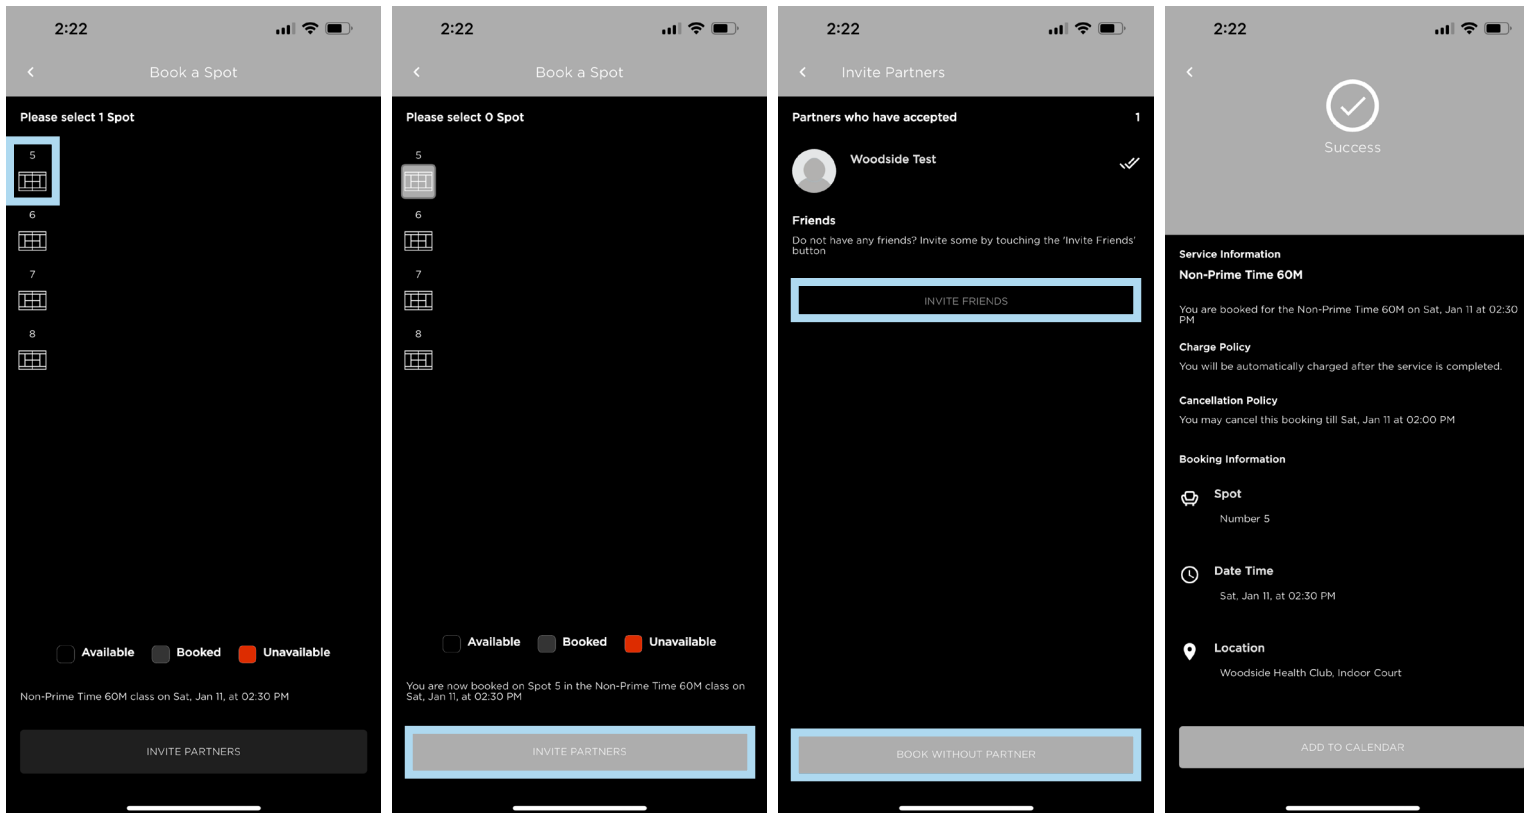 2:22
Book a Spot
Please select 1 Spot
5
6
7
8
Available Booked Unavailable
Non-Prime Time 60M class on Sat, Jan 11, at 02:30 PM
INVITE PARTNERS
2:22
Book a Spot
Please select 0 Spot
5
6
7
8
Available Booked Unavailable
You are now booked on Spot 5 in the Non-Prime Time 60M class on
Sat, Jan 11, at 02:30 PM
INVITE PARTNERS
2:22
Invite Partners
Partners who have accepted 1
Woodside Test
Friends
Do not have any friends? Invite some by touching the 'Invite Friends'
button
INVITE FRIENDS
BOOK WITHOUT PARTNER
2:22
Success
Service Information
Non-Prime Time 60M
You are booked for the Non-Prime Time 60M on Sat, Jan 11 at 02:30
PM
Charge Policy
You will be automatically charged after the service is completed.
Cancellation Policy
You may cancel this booking till Sat, Jan 11 at 02:00 PM
Booking Information
Spot
Number 5
Date Time
Sat, Jan 11, at 02:30 PM
Location
Woodside Health Club, Indoor Court
ADD TO CALENDAR